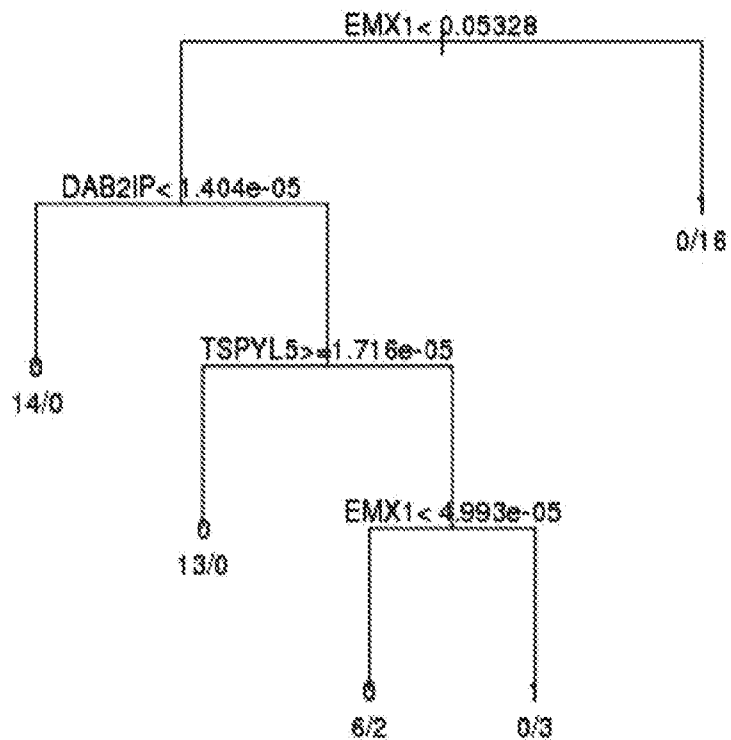 EMX1< 0.05328
DAB2IP< 1.404e-05
1
0/16
TSPYL5>=1.716e-05
0
14/0
EMX1< 4.993e-05
0
13/0
0
1
6/2
0/3